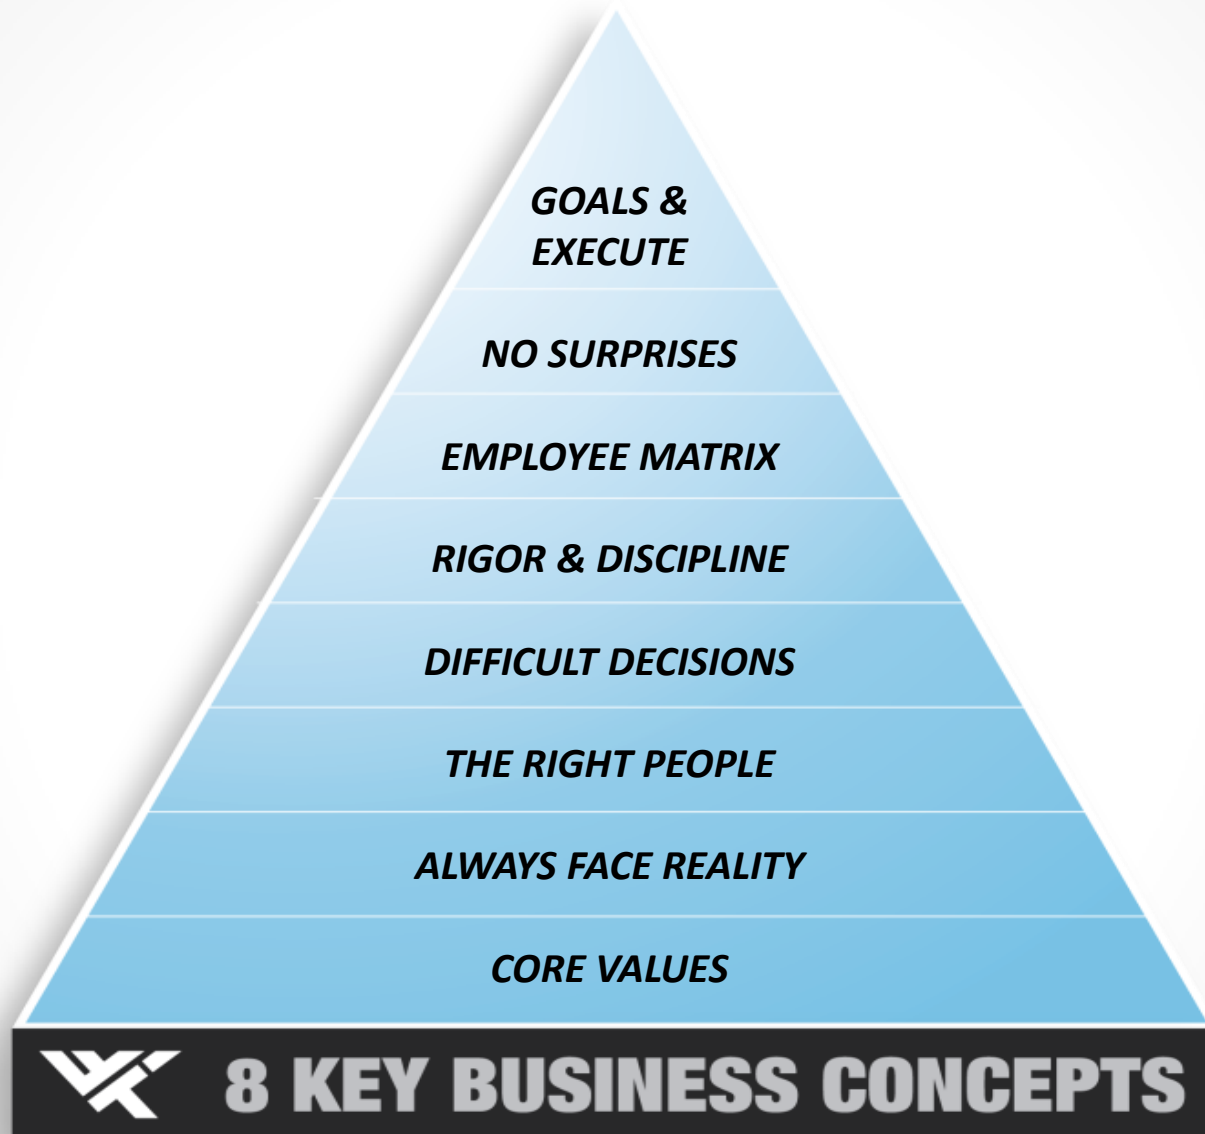 GOALS &
EXECUTE
NO SURPRISES
EMPLOYEE MATRIX
RIGOR & DISCIPLINE
DIFFICULT DECISIONS
THE RIGHT PEOPLE
ALWAYS FACE REALITY
CORE VALUES
8 KEY BUSINESS CONCEPTS